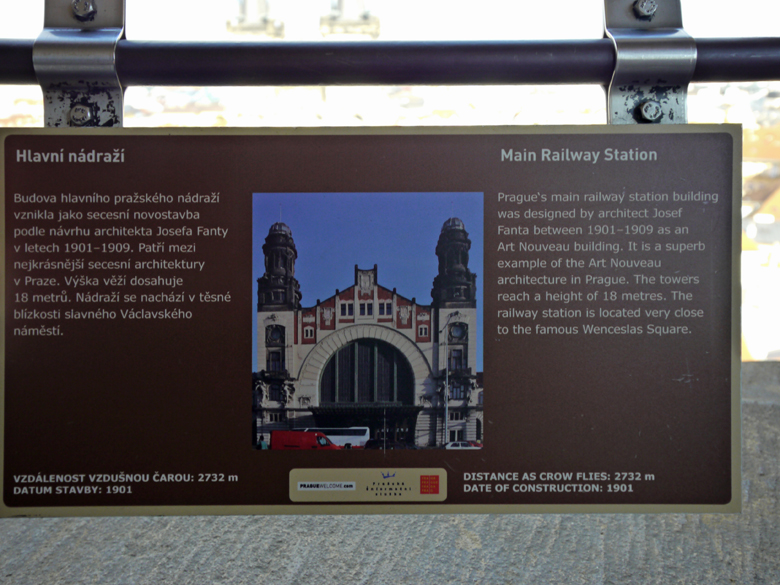 Hlavní nádraží
Budova hlavního pražského nádraží
vznikla jako secesní novostavba
podle návrhu architekta Josefa Fanty
v letech 1901–1909. Patří mezi
nejkrásnější secesní architektury
v Praze. Výška věží dosahuje
18 metrů. Nádraží se nachází v těsné
blízkosti slavného Václavského
náměstí.
VZDÁLENOST VZDUŠNOU ČAROU: 2732 m
DATUM STAVBY: 1901
Main Railway Station
Prague's main railway station building
was designed by architect Josef
Fanta between 1901–1909 as an
Art Nouveau building. It is a superb
example of the Art Nouveau
architecture in Prague. The towers
reach a height of 18 metres. The
railway station is located very close
to the famous Wenceslas Square.
DISTANCE AS CROW FLIES: 2732 m
DATE OF CONSTRUCTION: 1901
PRAGUEWELCOME.com
Pražská
informační
služba